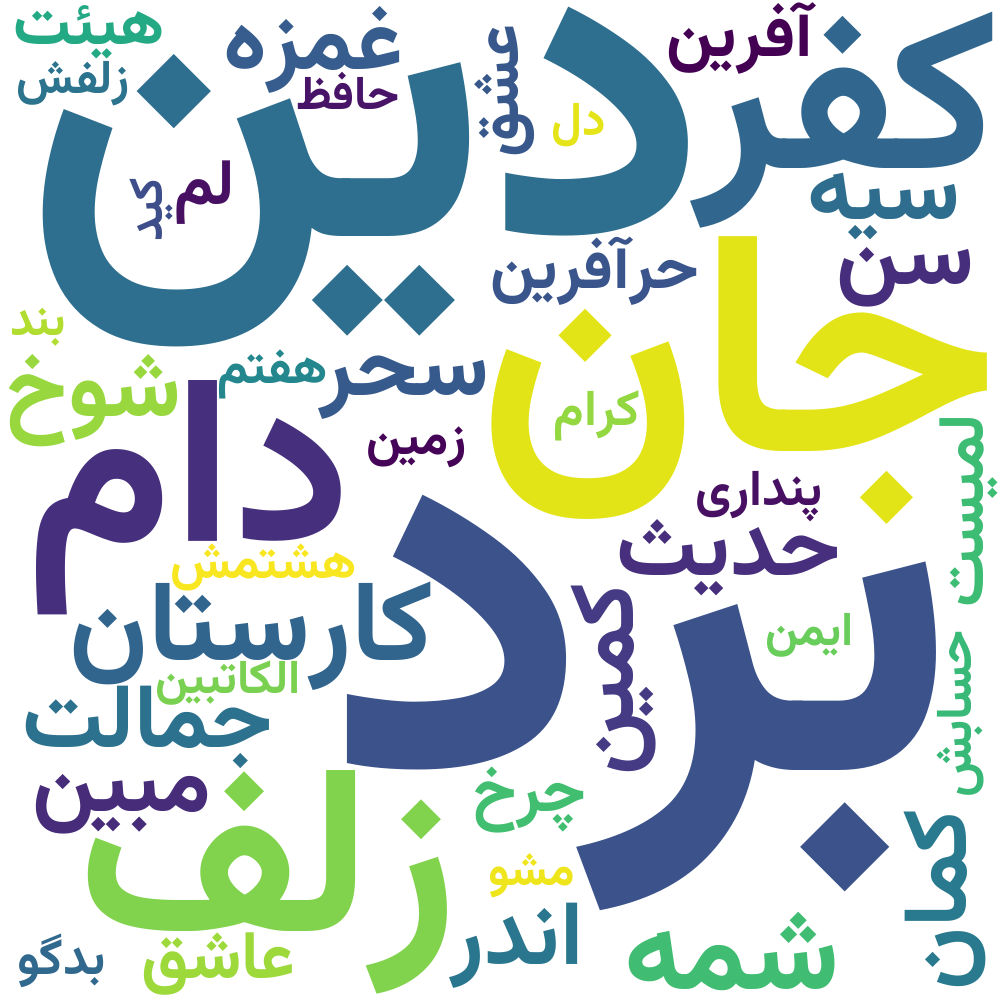 هیئت
غمزه
آفرین
کفر
دین
زلفش
حافظ
عشق
دل
لم
کید
سیه
سن
حرآفرین
جان
بند
شوخ
هفتم
سحر
کرام
زمین
دام
پنداری
لمیست
حدیث
هشتمش
برد
کارستان
کمین
ایمن
الکاتبین
جمالت
حسابش
مبین
چرخ
زلف
کمان
مشو
اندر
شمه
عاشق
بدگو